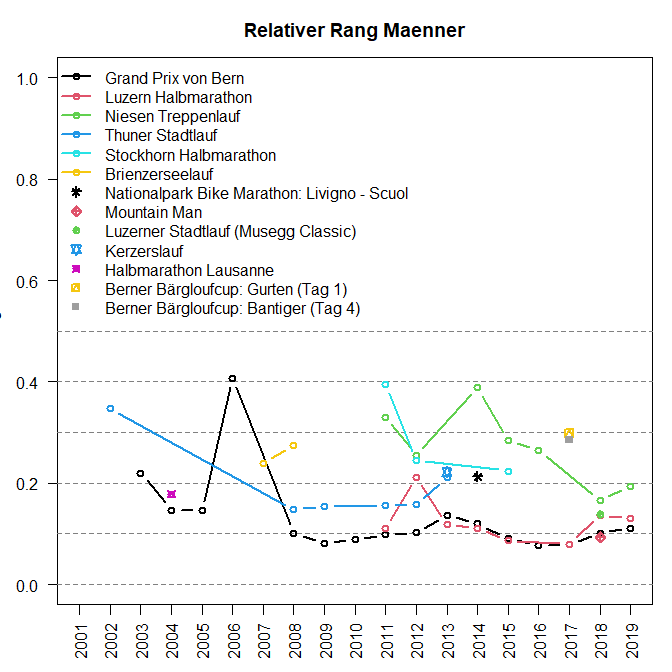 Relativer Rang Maenner
1.0
0.8
0.6
0.4
0.2
0.0
Grand Prix von Bern
Luzern Halbmarathon
Niesen Treppenlauf
Thuner Stadtlauf
Stockhorn Halbmarathon
Brienzerseelauf
Nationalpark Bike Marathon: Livigno - Scuol
Mountain Man
Luzerner Stadtlauf (Musegg Classic)
Kerzerslauf
Halbmarathon Lausanne
Berner Bärgloufcup: Gurten (Tag 1)
Berner Bärgloufcup: Bantiger (Tag 4)
2001
2002
2003
2004
2005
2006
2007
2008
2009
2010
2011
2012
2013
2014
2015
2016
2017
2018
2019